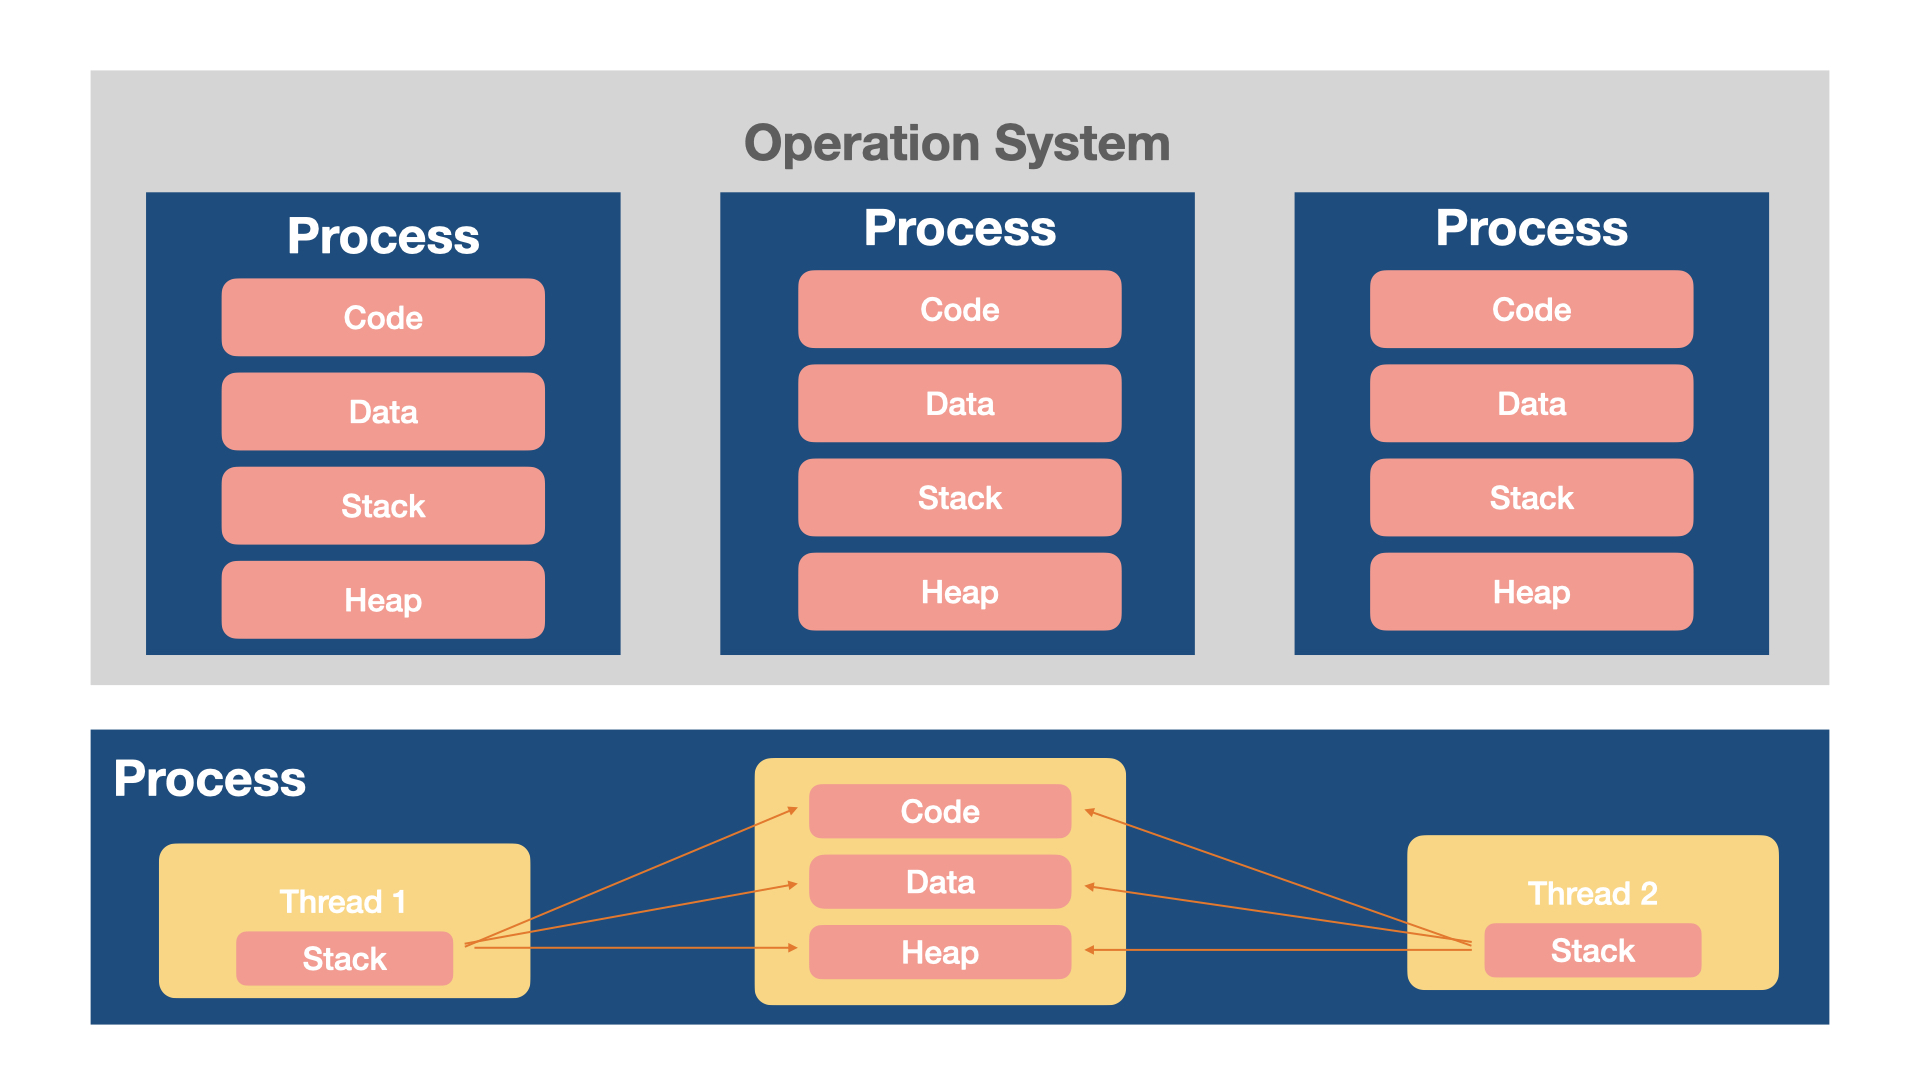 Operation System
Process
Code
Data
Stack
Heap
Process
Code
Data
Stack
Heap
Process
Code
Data
Stack
Heap
Process
Thread 1
Stack
Code
Data
Heap
Thread 2
Stack